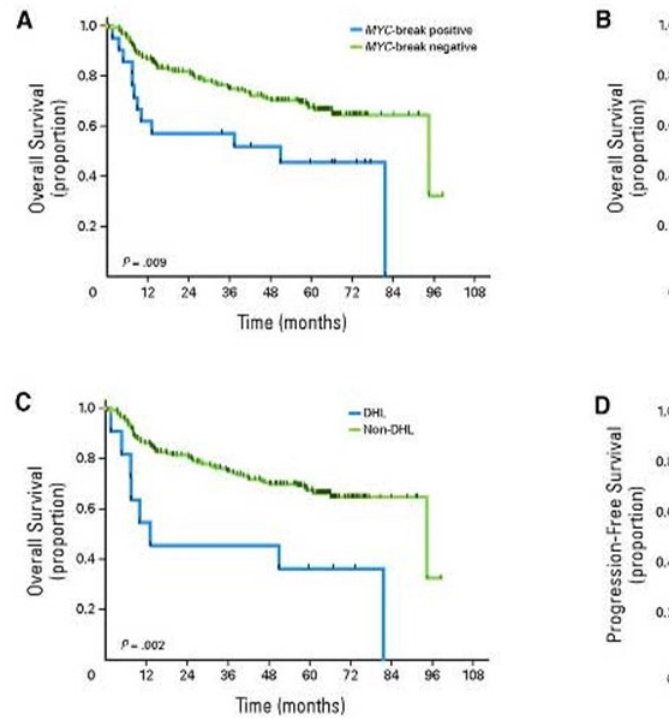 A
MYC-break positive
MYC-break negative
Overall Survival
(proportion)
1.0
0.8
0.6
0.4
0.2
P = .009
0 12 24 36 48 60 72 84 96 108
Time (months)
B
Overall Survival
(proportion)
C
DHL
Non-DHL
Overall Survival
(proportion)
1.0
0.8
0.6
0.4
0.2
P = .002
0 12 24 36 48 60 72 84 96 108
Time (months)
D
Progression-Free Survival
(proportion)